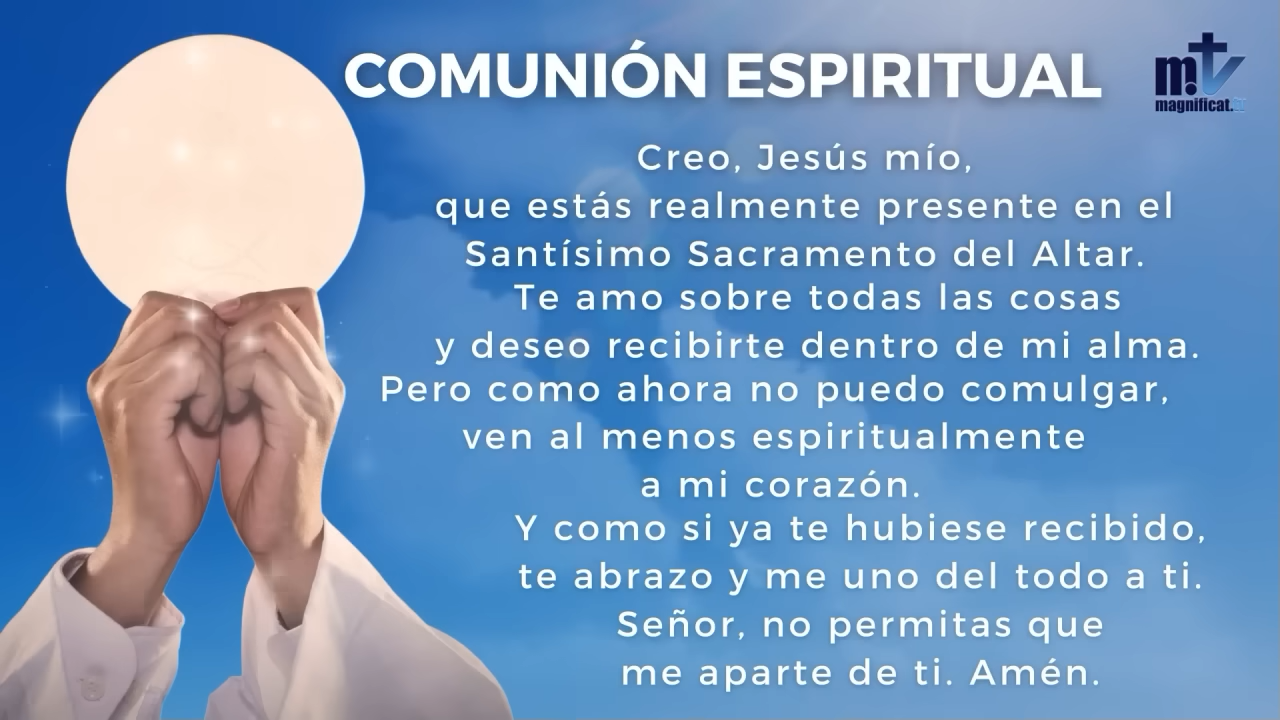 COMUNIÓN ESPIRITUAL
magnificat.tv
Creo, Jesús mío,
que estás realmente presente en el
Santísimo Sacramento del Altar.
Te amo sobre todas las cosas
y deseo recibirte dentro de mi alma.
Pero como ahora no puedo comulgar,
ven al menos espiritualmente
a mi corazón.
Y como si ya te hubiese recibido,
te abrazo y me uno del todo a ti.
Señor, no permitas que
me aparte de ti. Amén.